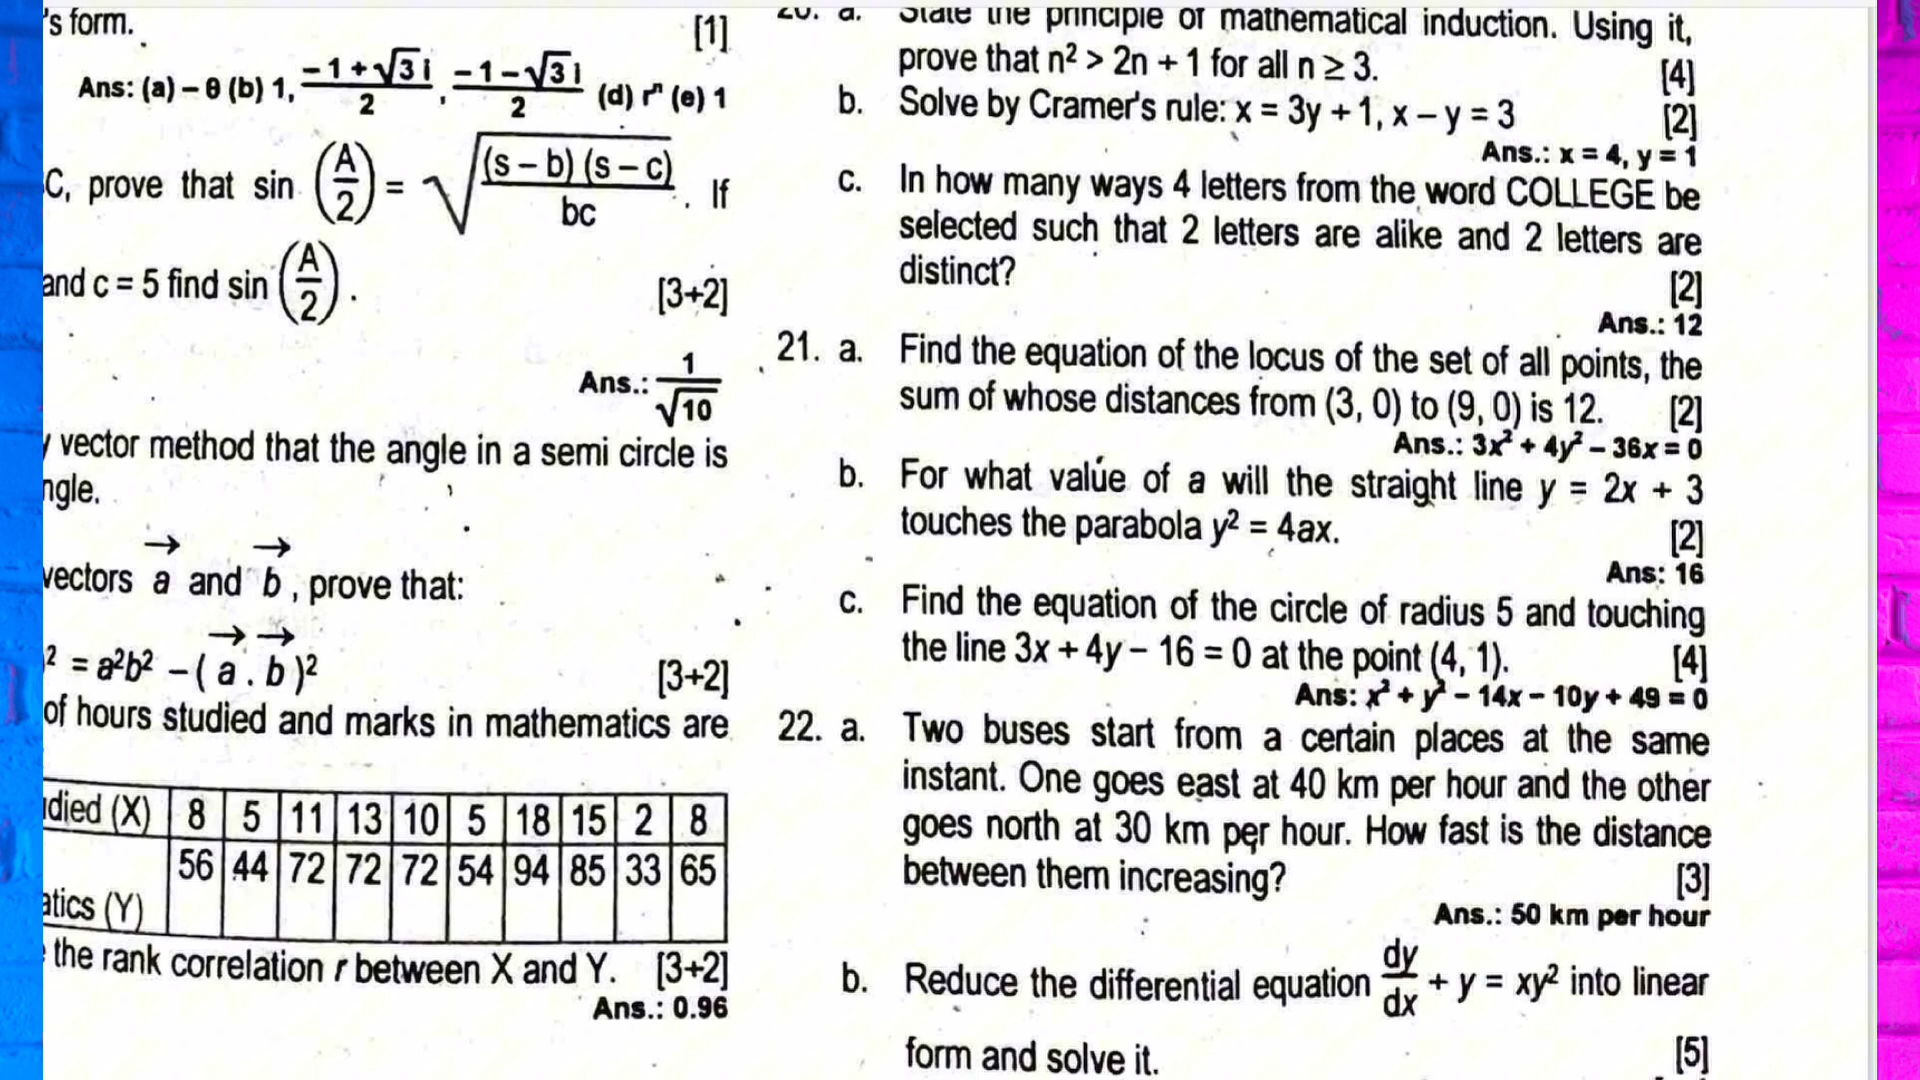 's form. [1]
Ans: (a) – θ (b) 1, (–1 + √3 i)/2 , (–1 – √3 i)/2 (d) rⁿ (e) 1
C, prove that sin (A/2) = √((s – b) (s – c)/bc) . If
and c = 5 find sin (A/2) . [3+2]
Ans.: 1/√10
vector method that the angle in a semi circle is
ngle.
vectors a⃗ and b⃗ , prove that:
² = a²b² – ( a⃗ . b⃗ )² [3+2]
of hours studied and marks in mathematics are
died (X) 8 5 11 13 10 5 18 15 2 8
56 44 72 72 72 54 94 85 33 65
atics (Y)
the rank correlation r between X and Y. [3+2]
Ans.: 0.96
20. a. State the principle of mathematical induction. Using it,
prove that n² > 2n + 1 for all n ≥ 3. [4]
b. Solve by Cramer's rule: x = 3y + 1, x – y = 3 [2]
Ans.: x = 4, y = 1
c. In how many ways 4 letters from the word COLLEGE be
selected such that 2 letters are alike and 2 letters are
distinct? [2]
Ans.: 12
21. a. Find the equation of the locus of the set of all points, the
sum of whose distances from (3, 0) to (9, 0) is 12. [2]
Ans.: 3x² + 4y² – 36x = 0
b. For what value of a will the straight line y = 2x + 3
touches the parabola y² = 4ax. [2]
Ans: 16
c. Find the equation of the circle of radius 5 and touching
the line 3x + 4y – 16 = 0 at the point (4, 1). [4]
Ans: x² + y² – 14x – 10y + 49 = 0
22. a. Two buses start from a certain places at the same
instant. One goes east at 40 km per hour and the other
goes north at 30 km per hour. How fast is the distance
between them increasing? [3]
Ans.: 50 km per hour
b. Reduce the differential equation dy/dx + y = xy² into linear
form and solve it. [5]